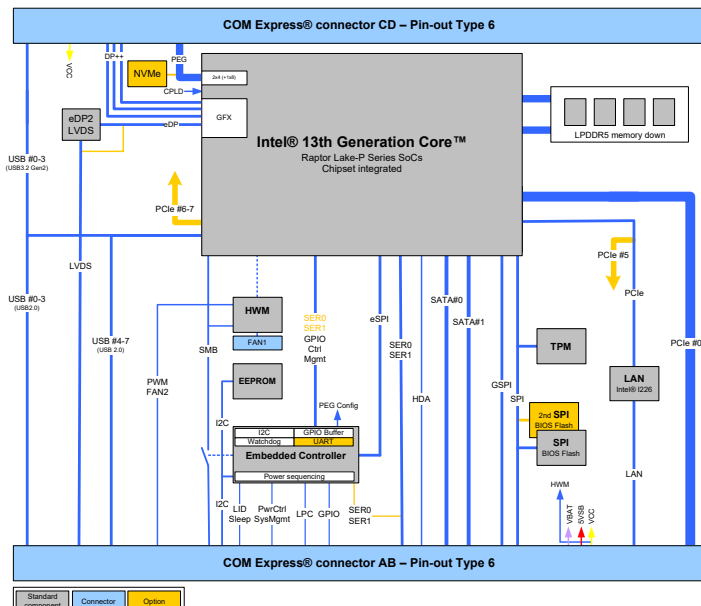 COM Express® connector CD – Pin-out Type 6
VCC
DP++
PEG
NVMe
2x4 (+1x8)
CPLD
eDP2
LVDS
eDP
GFX
Intel® 13th Generation Core™
Raptor Lake-P Series SoCs
Chipset integrated
LPDDR5 memory down
USB #0-3
(USB3.2 Gen2)
PCIe #6-7
PCIe #5
LVDS
PCIe
USB #0-3
(USB2.0)
USB #4-7
(USB 2.0)
SMB
HWM
FAN1
SER0
SER1
GPIO
Ctrl
Mgmt
eSPI
SER0
SER1
HDA
SATA#0
SATA#1
GSPI
SPI
TPM
PCIe #0
PWM
FAN2
EEPROM
LAN
Intel® I226
I2C
PEG Config
I2C
GPIO Buffer
Watchdog
UART
Embedded Controller
Power sequencing
2nd SPI
BIOS Flash
SPI
BIOS Flash
LAN
HWM
VBAT
5VSB
VCC
I2C
LID
Sleep
PwrCtrl
SysMgmt
LPC
GPIO
SER0
SER1
COM Express® connector AB – Pin-out Type 6
Standard
component
Connector
Option